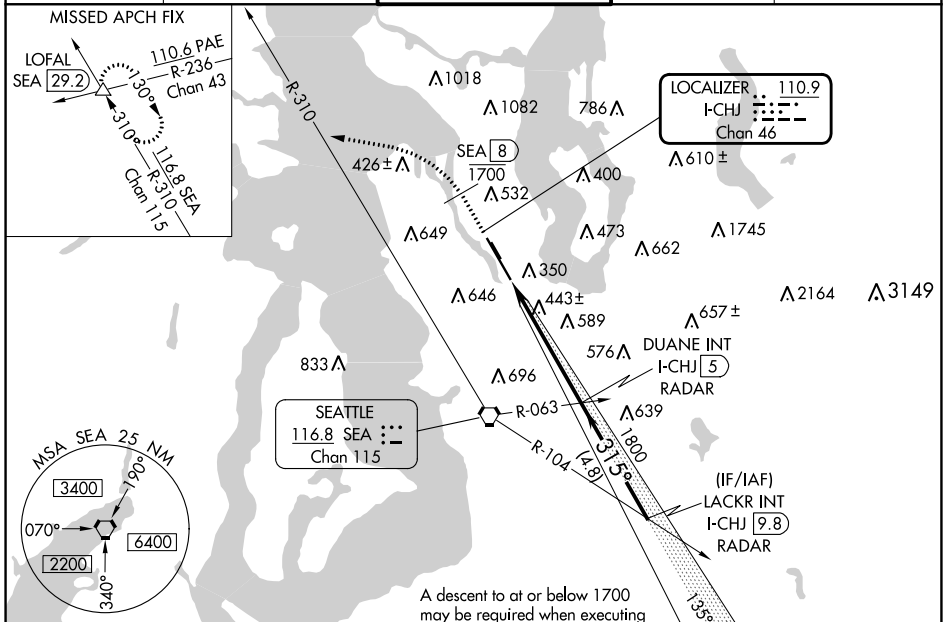 MISSED APCH FIX
LOFAL
SEA 29.2
110.6 PAE
R-236
Chan 43
130°
310°
116.8 SEA
R-310
Chan 115
R-310
1018
1082
786
LOCALIZER 110.9
I-CHJ
Chan 46
SEA 8
1700
426±
610±
400
532
649
473
662
1745
350
646
443±
2164
3149
589
657±
576
DUANE INT
I-CHJ 5
RADAR
833
696
R-063
639
SEATTLE
116.8 SEA
Chan 115
R-104
(4.8)
315°
1800
(IF/IAF)
LACKR INT
I-CHJ 9.8
RADAR
135°
MSA SEA 25 NM
3400
190°
070°
6400
2200
340°
A descent to at or below 1700
may be required when executing